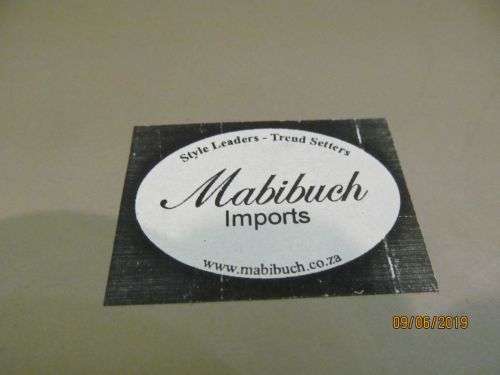 Style Leaders - Trend Setters
Mabibuch
Imports
www.mabibuch.co.za
09/06/2019